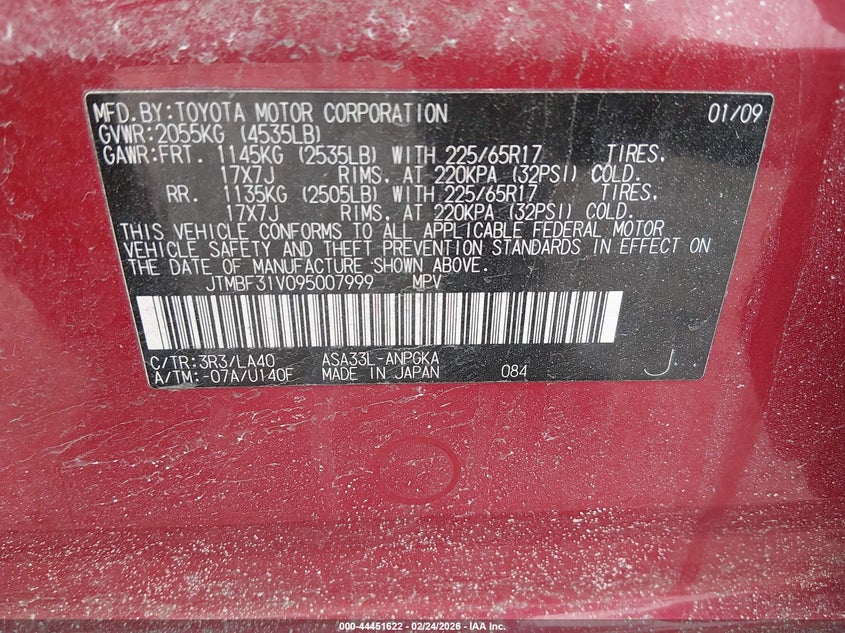 MFD.BY:TOYOTA MOTOR CORPORATION 01/09
GVWR:2055KG (4535LB)
GAWR:FRT. 1145KG (2535LB) WITH 225/65R17 TIRES,
17X7J RIMS, AT 220KPA (32PSI) COLD.
RR. 1135KG (2505LB) WITH 225/65R17 TIRES,
17X7J RIMS, AT 220KPA (32PSI) COLD.
THIS VEHICLE CONFORMS TO ALL APPLICABLE FEDERAL MOTOR
VEHICLE SAFETY AND THEFT PREVENTION STANDARDS IN EFFECT ON
THE DATE OF MANUFACTURE SHOWN ABOVE.
JTMBF31V095007999 MPV
C/TR:3R3/LA40 ASA33L-ANPGKA
A/TM:-07A/U140F MADE IN JAPAN 084 J..
000-44451622 - 02/24/2026 - IAA Inc.